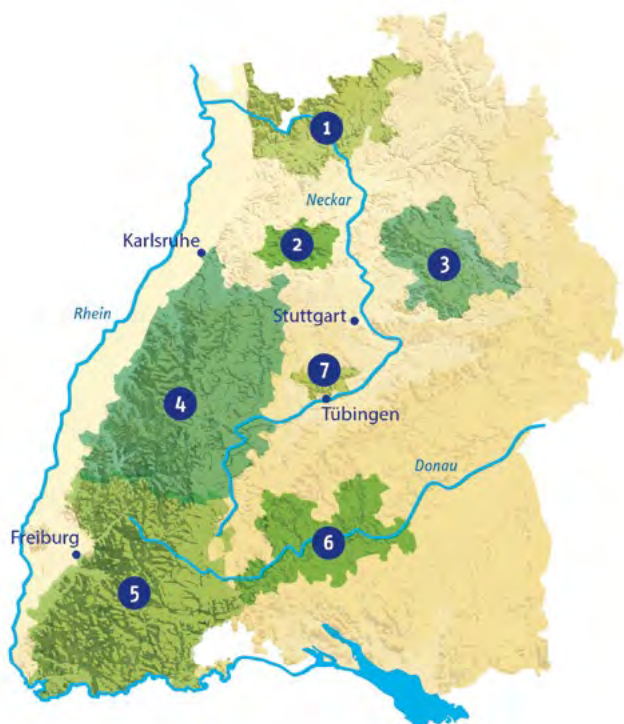 1
Neckar
Karlsruhe
2
3
Rhein
Stuttgart
7
4
Tübingen
Donau
Freiburg
6
5